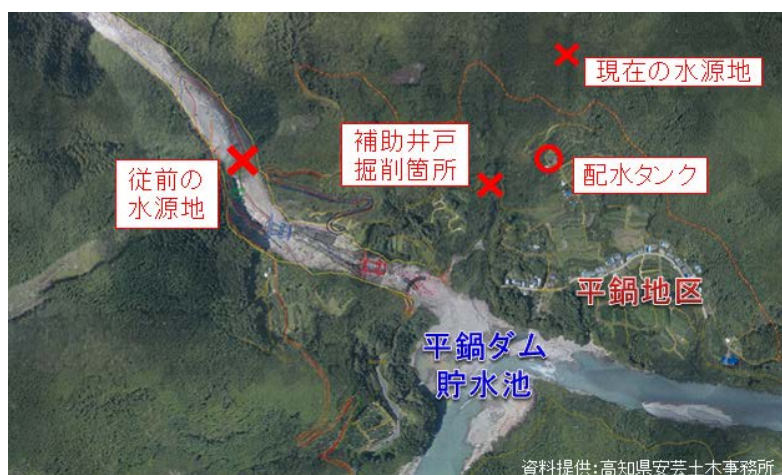 現在の水源地
補助井戸
掘削箇所
従前の
水源地
配水タンク
平鍋地区
平鍋ダム
貯水池
資料提供:高知県安芸土木事務所